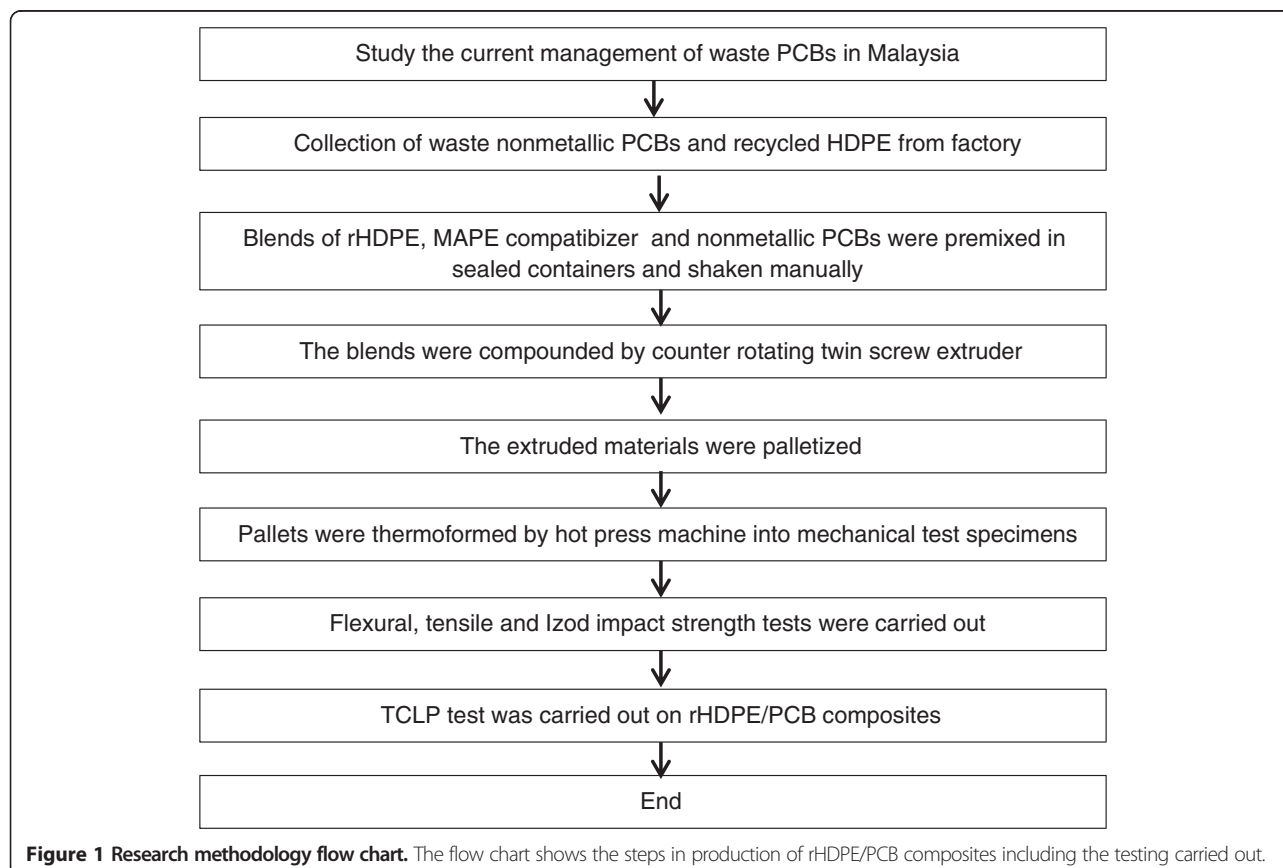 Study the current management of waste PCBs in Malaysia
Collection of waste nonmetallic PCBs and recycled HDPE from factory
Blends of rHDPE, MAPE compatibizer and nonmetallic PCBs were premixed in
sealed containers and shaken manually
The blends were compounded by counter rotating twin screw extruder
The extruded materials were palletized
Pallets were thermoformed by hot press machine into mechanical test specimens
Flexural, tensile and Izod impact strength tests were carried out
TCLP test was carried out on rHDPE/PCB composites
End
Figure 1 Research methodology flow chart. The flow chart shows the steps in production of rHDPE/PCB composites including the testing carried out.